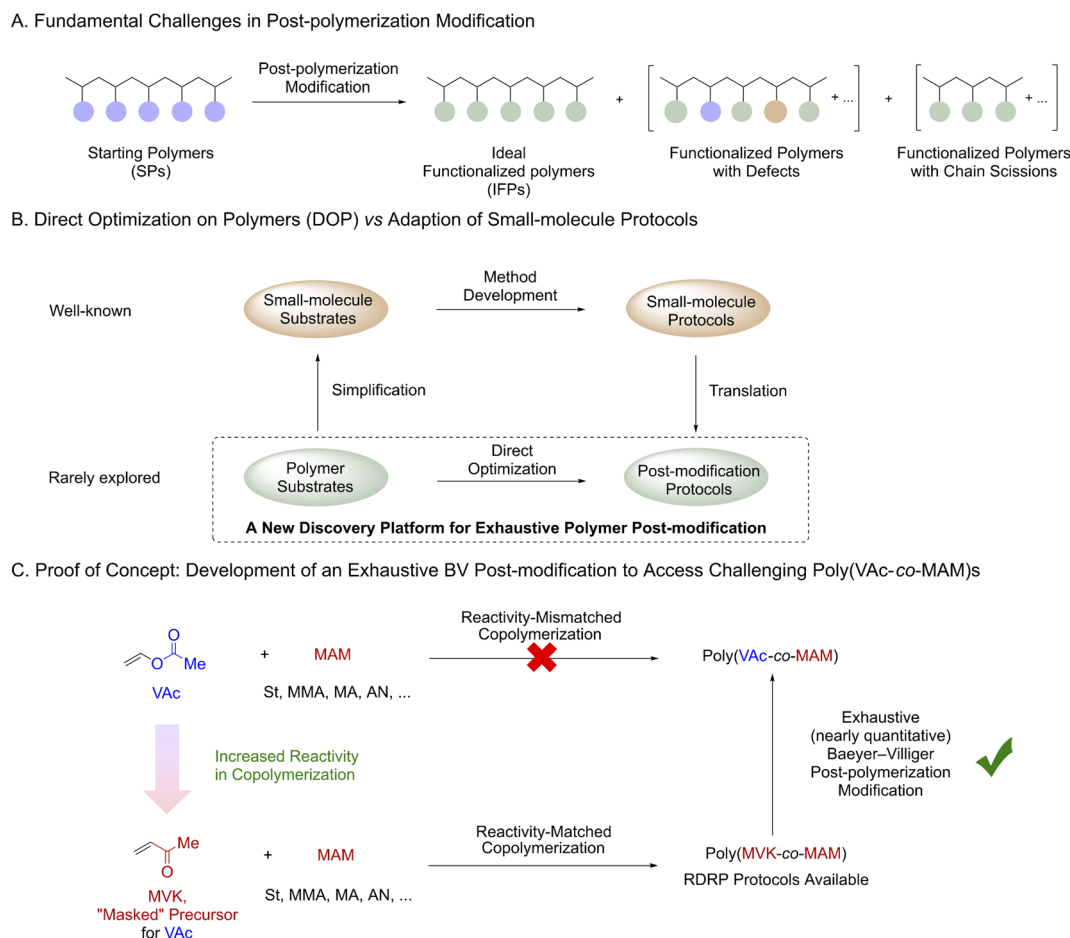 A. Fundamental Challenges in Post-polymerization Modification
Post-polymerization
Modification
+
+ ...
+
+ ...
Starting Polymers
(SPs)
Ideal
Functionalized polymers
(IFPs)
Functionalized Polymers
with Defects
Functionalized Polymers
with Chain Scissions
B. Direct Optimization on Polymers (DOP) vs Adaption of Small-molecule Protocols
Well-known
Small-molecule
Substrates
Method
Development
Small-molecule
Protocols
Simplification
Translation
Rarely explored
Polymer
Substrates
Direct
Optimization
Post-modification
Protocols
A New Discovery Platform for Exhaustive Polymer Post-modification
C. Proof of Concept: Development of an Exhaustive BV Post-modification to Access Challenging Poly(VAc-co-MAM)s
O
O
Me
VAc
+
MAM
St, MMA, MA, AN, ...
Reactivity-Mismatched
Copolymerization
Poly(VAc-co-MAM)
Increased Reactivity
in Copolymerization
Exhaustive
(nearly quantitative)
Baeyer–Villiger
Post-polymerization
Modification
Me
O
MVK,
"Masked" Precursor
for VAc
+
MAM
St, MMA, MA, AN, ...
Reactivity-Matched
Copolymerization
Poly(MVK-co-MAM)
RDRP Protocols Available